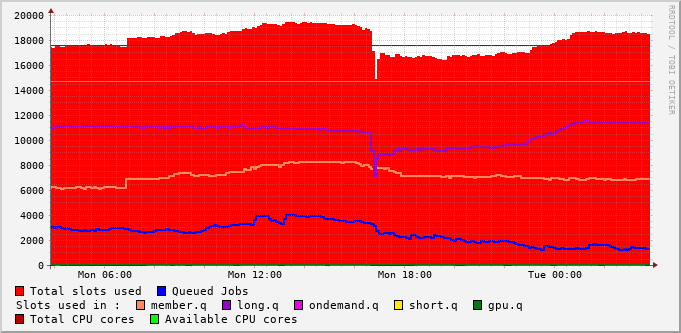 20000
18000
16000
14000
12000
10000
8000
6000
4000
2000
0
Mon 06:00 Mon 12:00 Mon 18:00 Tue 00:00
Total slots used Queued Jobs
Slots used in : member.q long.q ondemand.q short.q gpu.q
Total CPU cores Available CPU cores
RRDTOOL / TOBI OETIKER